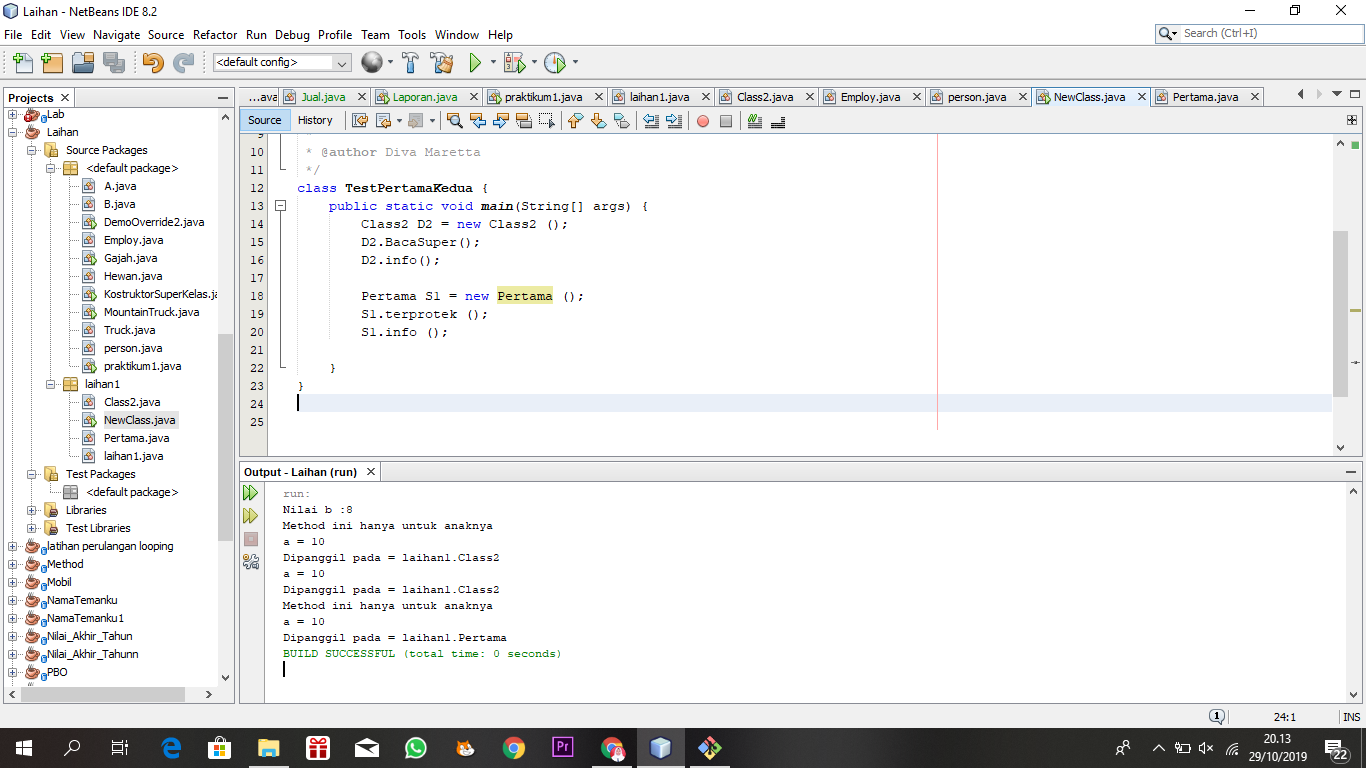 Laihan - NetBeans IDE 8.2
File Edit View Navigate Source Refactor Run Debug Profile Team Tools Window Help
Search (Ctrl+I)
<default config>
Projects
Lab
Laihan
Source Packages
<default package>
A.java
B.java
DemoOverride2.java
Employ.java
Gajah.java
Hewan.java
KostruktorSuperKelas.ja
MountainTruck.java
Truck.java
person.java
praktikum1.java
laihan1
Class2.java
NewClass.java
Pertama.java
laihan1.java
Test Packages
<default package>
Libraries
Test Libraries
latihan perulangan looping
Method
Mobil
NamaTemanku
NamaTemanku1
Nilai_Akhir_Tahun
Nilai_Akhir_Tahunn
PBO
...ava Jual.java Laporan.java praktikum1.java laihan1.java Class2.java Employ.java person.java NewClass.java Pertama.java
Source History
9 *
10 * @author Diva Maretta
11 */
12 class TestPertamaKedua {
13 public static void main(String[] args) {
14 Class2 D2 = new Class2 ();
15 D2.BacaSuper();
16 D2.info();
17
18 Pertama S1 = new Pertama ();
19 S1.terprotek ();
20 S1.info ();
21
22 }
23 }
24
25
Output - Laihan (run)
run:
Nilai b :8
Method ini hanya untuk anaknya
a = 10
Dipanggil pada = laihan1.Class2
a = 10
Dipanggil pada = laihan1.Class2
Method ini hanya untuk anaknya
a = 10
Dipanggil pada = laihan1.Pertama
BUILD SUCCESSFUL (total time: 0 seconds)
1 24:1 INS
Pr
20.13
29/10/2019
22